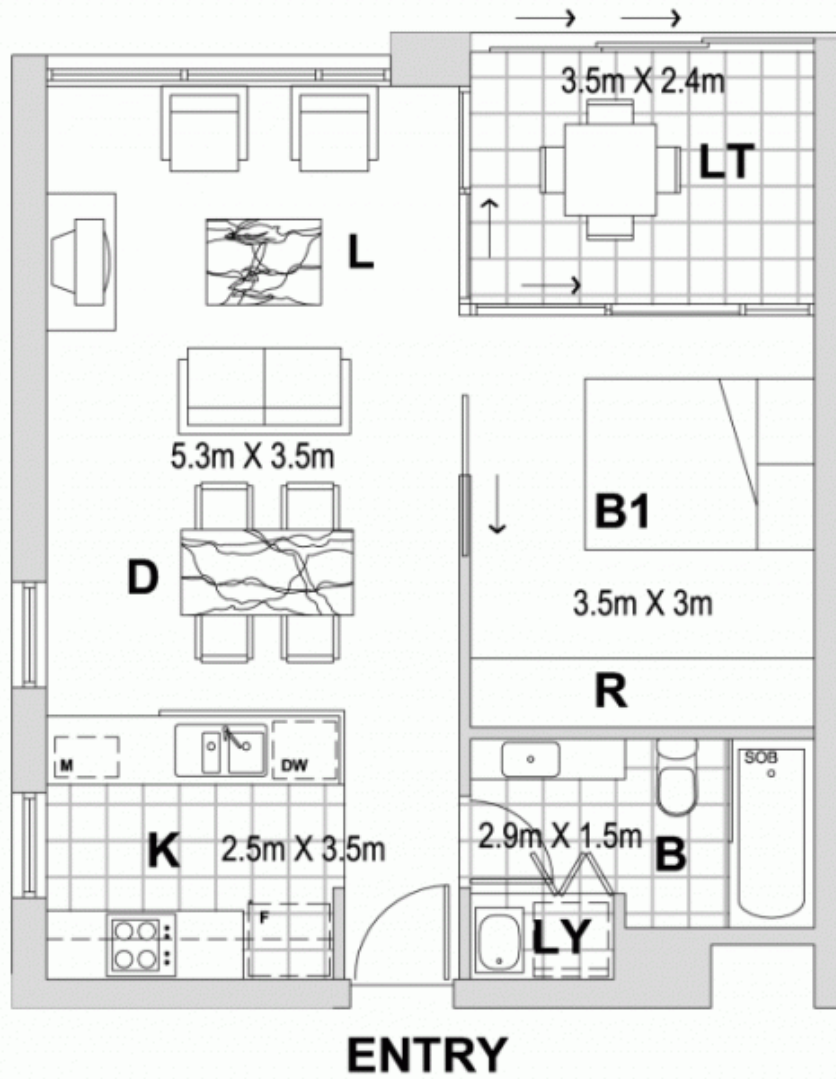 3.5m X 2.4m
LT
L
5.3m X 3.5m
B1
D
3.5m X 3m
R
M
DW
SOB
K
2.5m X 3.5m
2.9m X 1.5m
B
F
LY
ENTRY